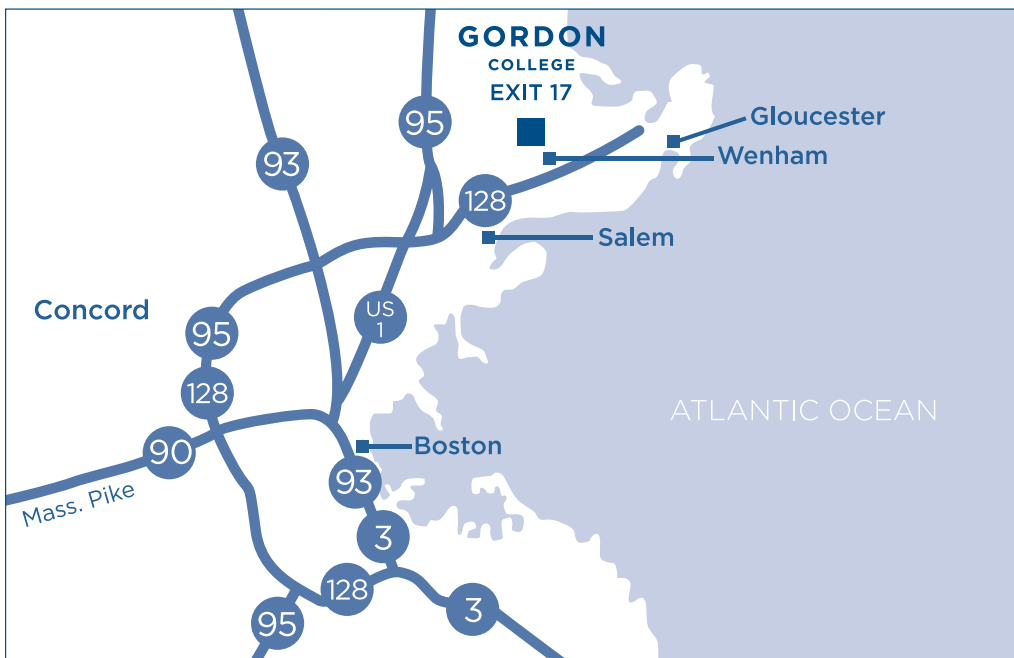 GORDON
COLLEGE
EXIT 17
95
Gloucester
93
Wenham
128
Salem
Concord
US
1
95
128
ATLANTIC OCEAN
Boston
90
93
Mass. Pike
3
128
3
95